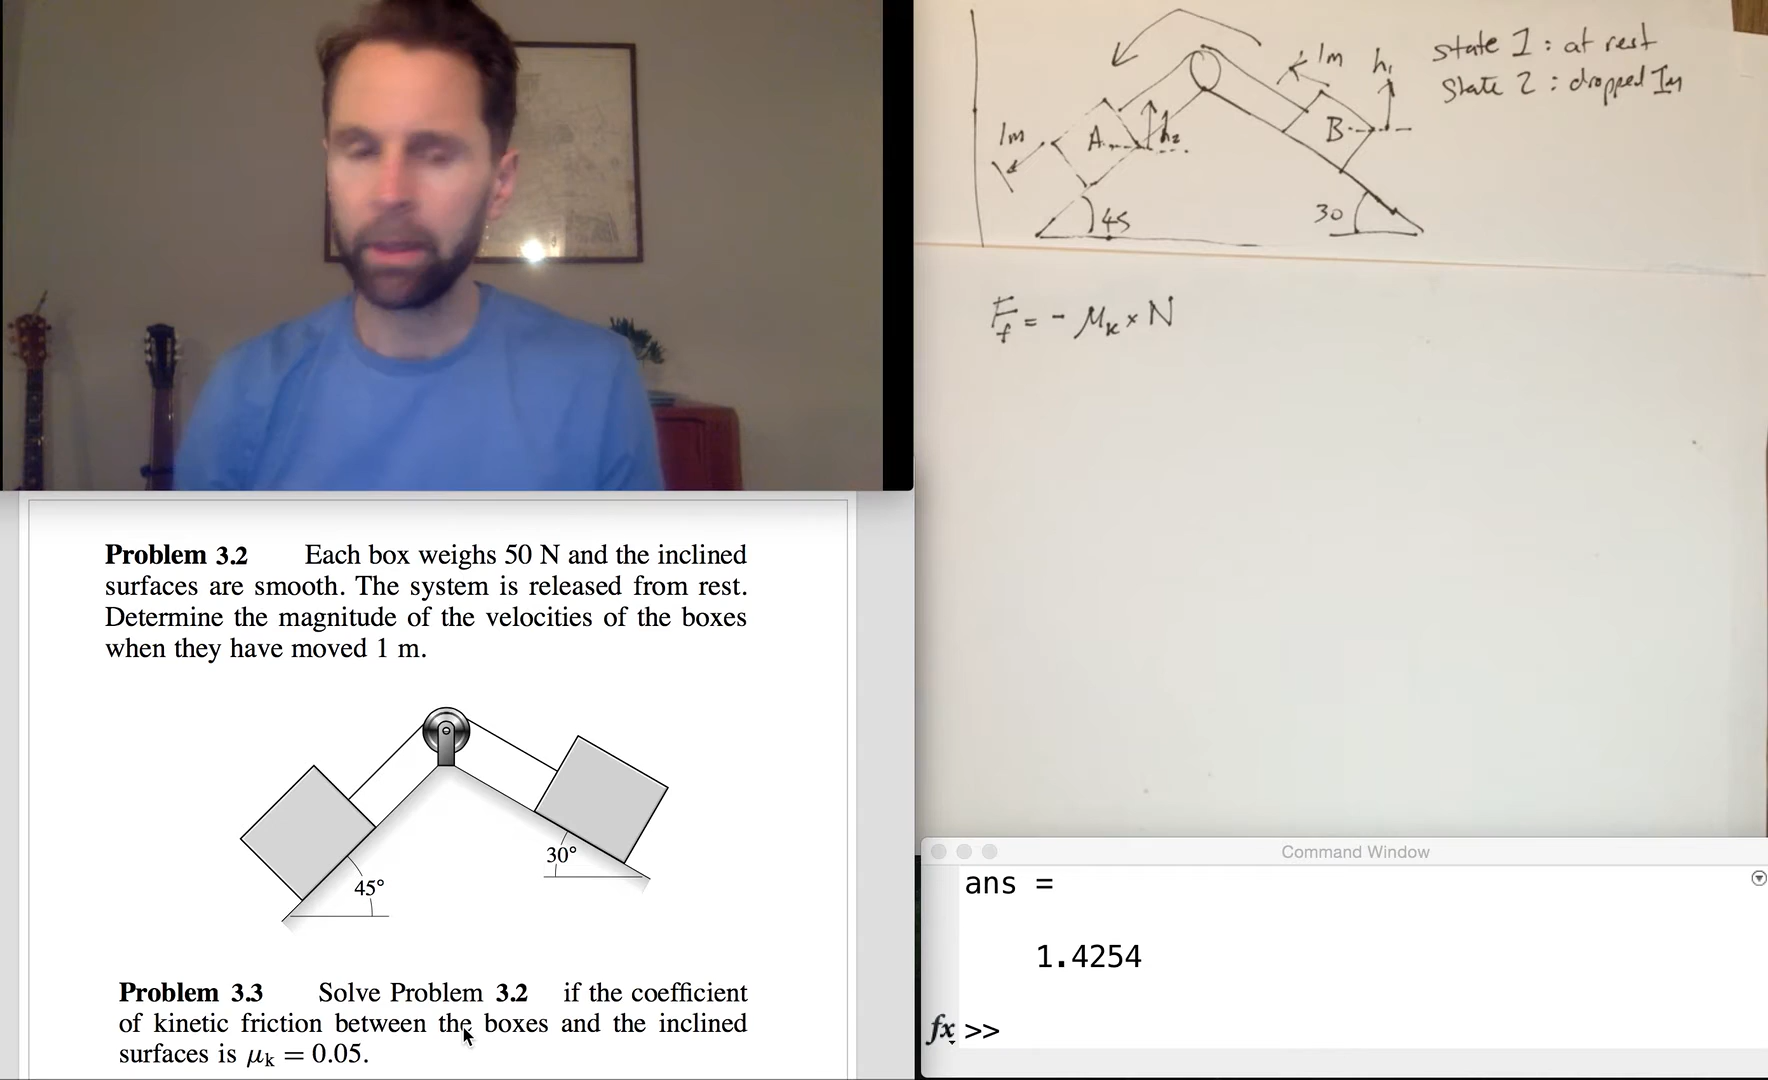 1m
h₁
State 1 : at rest
State 2 : dropped 1m
1m
A
h₂
B
45
30
F_f = - μ_k × N
Problem 3.2 Each box weighs 50 N and the inclined
surfaces are smooth. The system is released from rest.
Determine the magnitude of the velocities of the boxes
when they have moved 1 m.
30°
45°
Problem 3.3 Solve Problem 3.2 if the coefficient
of kinetic friction between the boxes and the inclined
surfaces is μk = 0.05.
Command Window
ans =
1.4254
fx >>